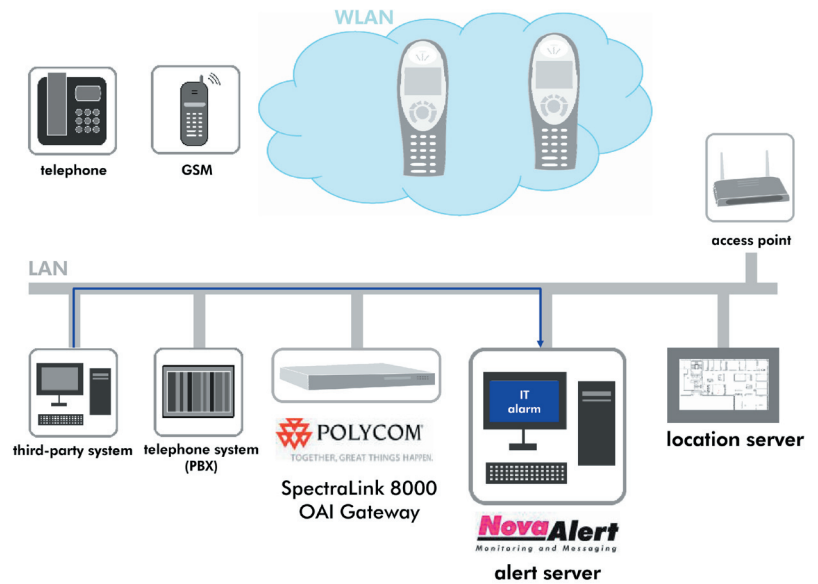 WLAN
telephone
GSM
access point
LAN
IT
alarm
third-party system
telephone system
(PBX)
POLYCOM
TOGETHER, GREAT THINGS HAPPEN.
SpectraLink 8000
OAI Gateway
NovaAlert
Monitoring and Messaging
alert server
location server